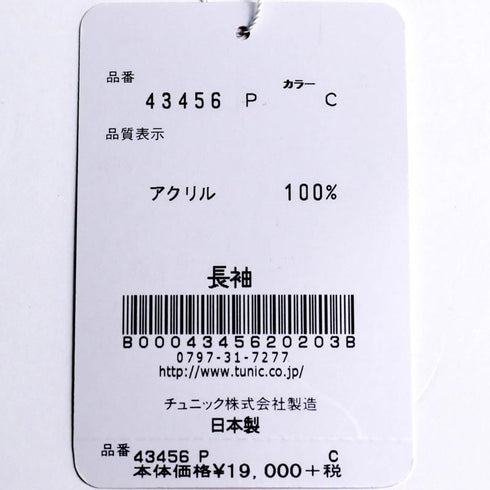 品番 43456 P カラー C
品質表示
アクリル 100%
長袖
B00004345620203B
0797-31-7277
http://www.tunic.co.jp/
チュニック株式会社製造
日本製
品番 43456 P C
本体価格¥19,000+税